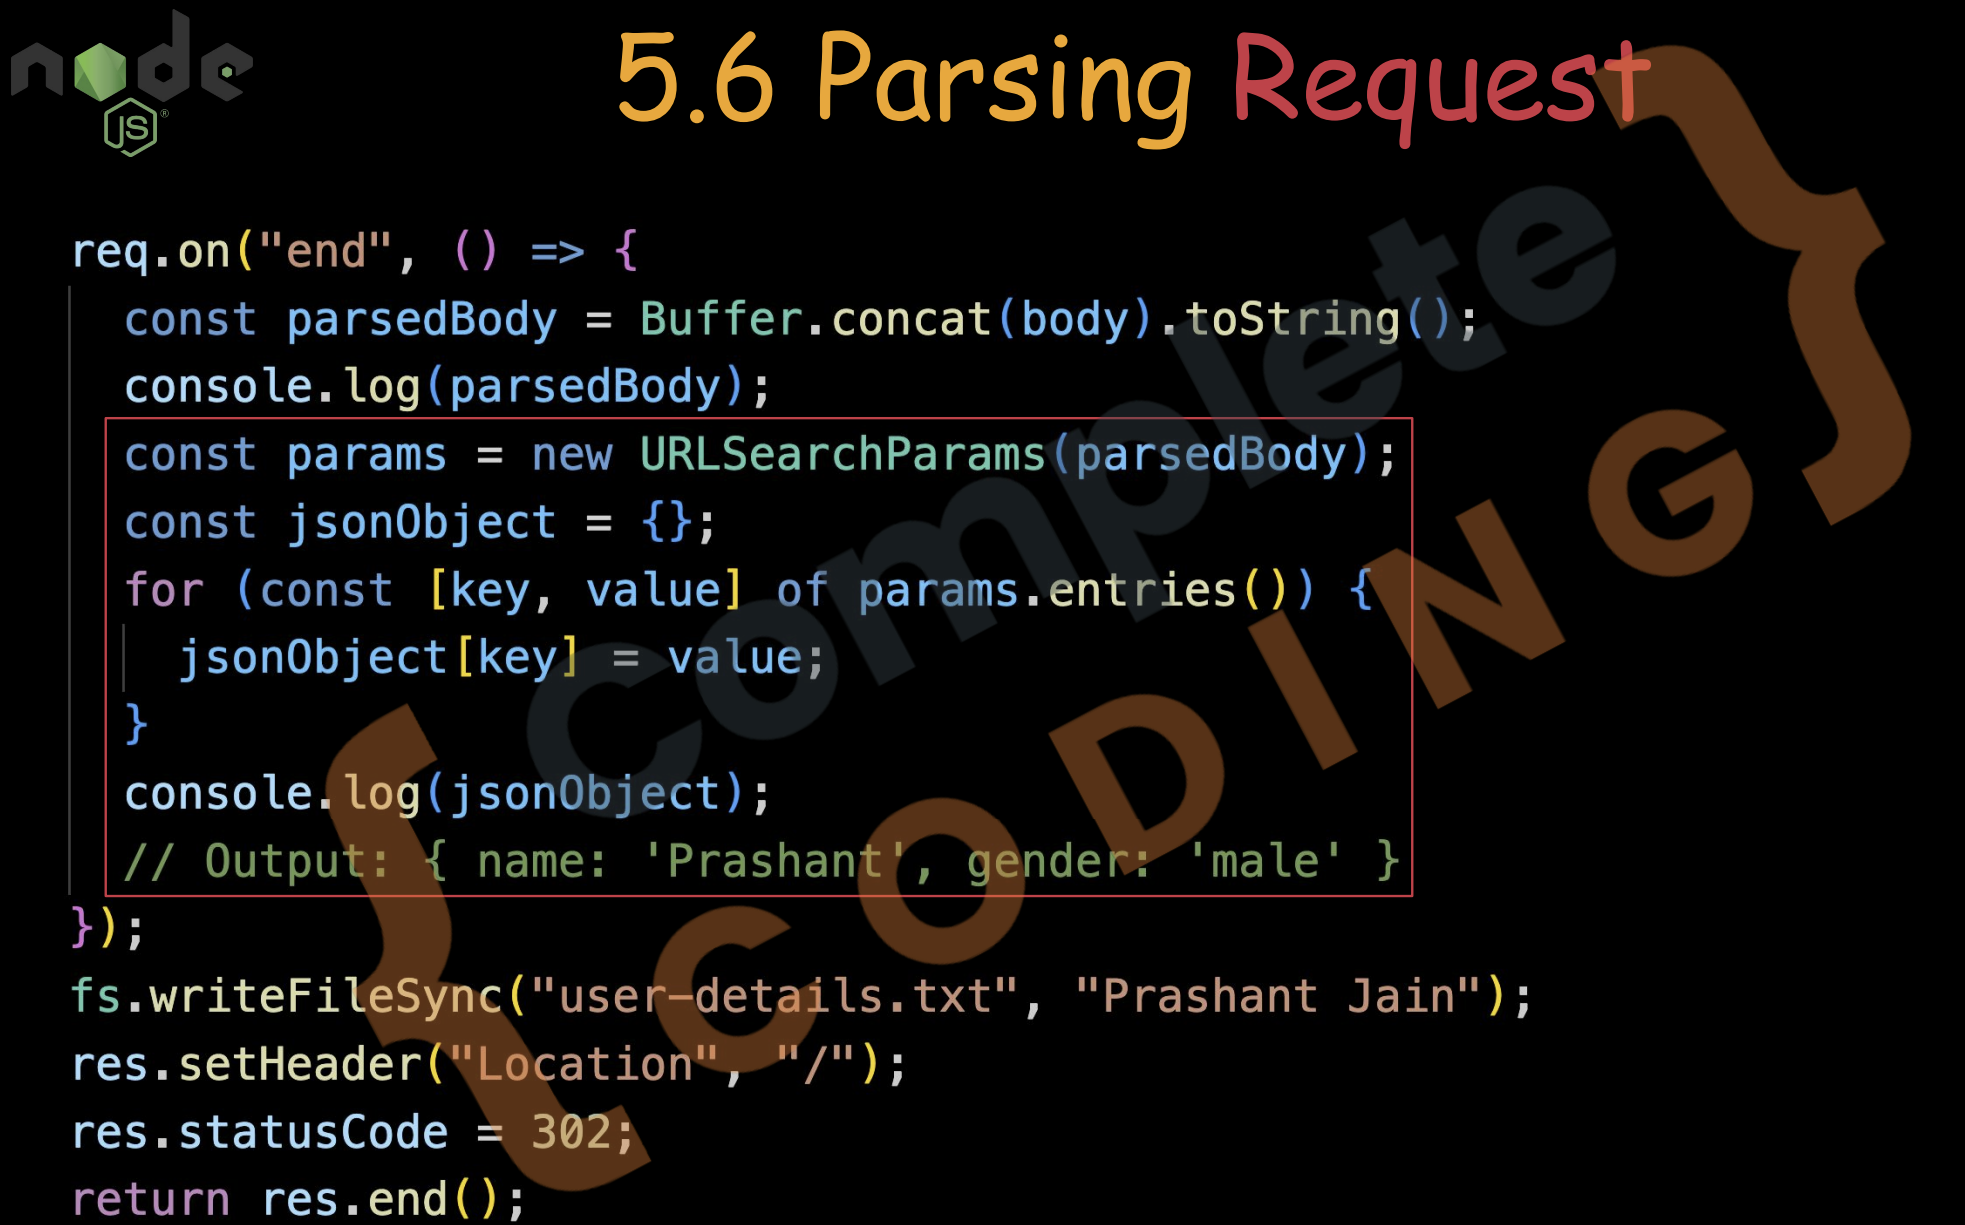 node
JS
5.6 Parsing Request
req.on("end", () => {
  const parsedBody = Buffer.concat(body).toString();
  console.log(parsedBody);
  const params = new URLSearchParams(parsedBody);
  const jsonObject = {};
  for (const [key, value] of params.entries()) {
    jsonObject[key] = value;
  }
  console.log(jsonObject);
  // Output: { name: 'Prashant', gender: 'male' }
});
fs.writeFileSync("user-details.txt", "Prashant Jain");
res.setHeader("Location", "/");
res.statusCode = 302;
return res.end();
{ Complete
CODING }